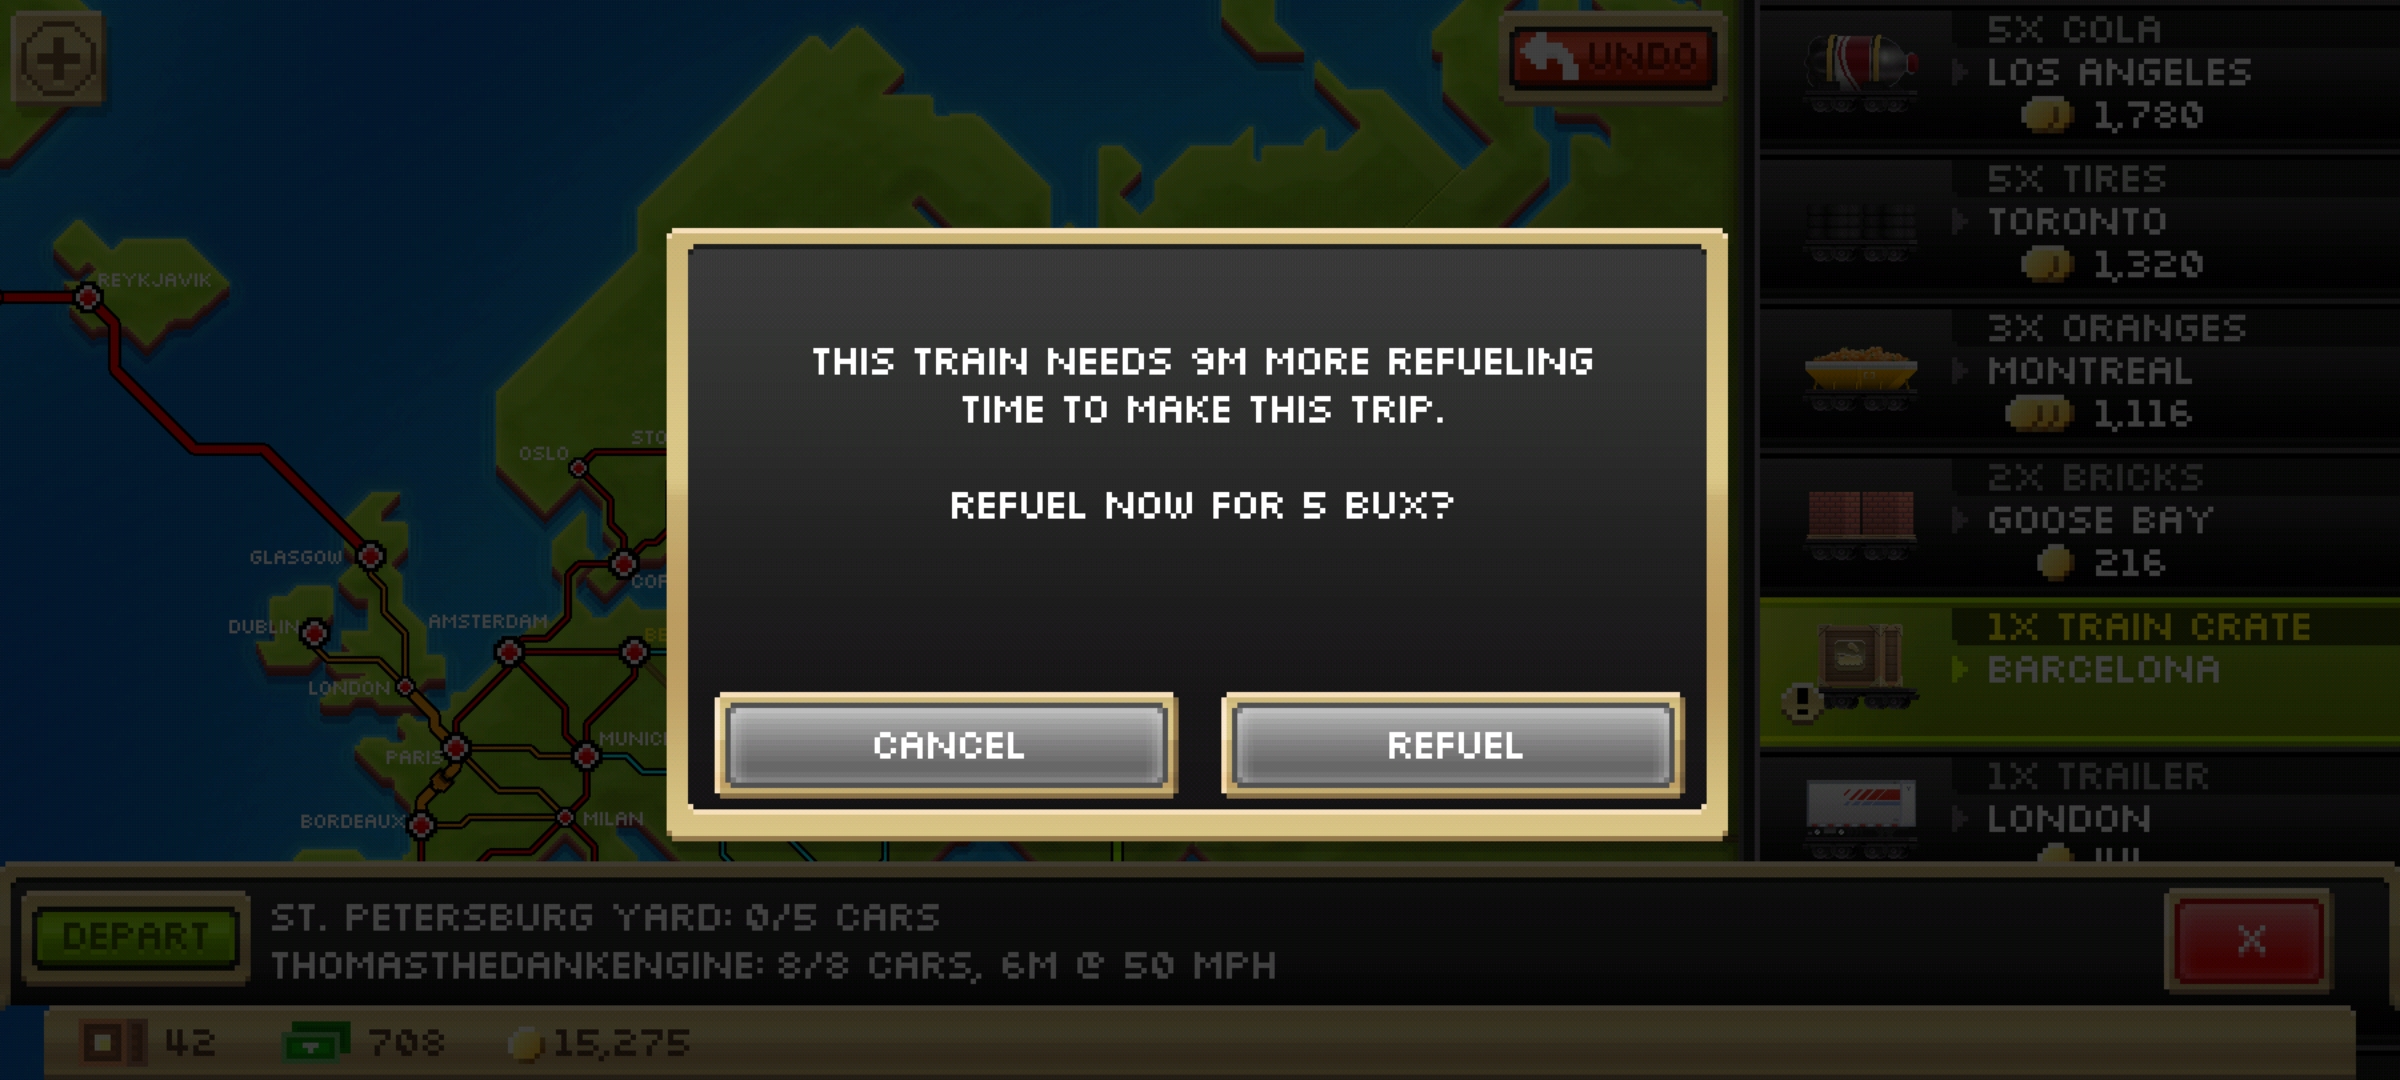 UNDO
REYKJAVIK
OSLO
STO
GLASGOW
COP
DUBLIN
AMSTERDAM
BE
LONDON
PARIS
MUNICH
BORDEAUX
MILAN
THIS TRAIN NEEDS 9M MORE REFUELING
TIME TO MAKE THIS TRIP.
REFUEL NOW FOR 5 BUX?
CANCEL
REFUEL
5X COLA
LOS ANGELES
1,780
5X TIRES
TORONTO
1,320
3X ORANGES
MONTREAL
1,116
2X BRICKS
GOOSE BAY
216
1X TRAIN CRATE
BARCELONA
1X TRAILER
LONDON
DEPART
ST. PETERSBURG YARD: 0/5 CARS
THOMASTHEDANKENGINE: 8/8 CARS, 6M @ 50 MPH
X
42
708
15,275